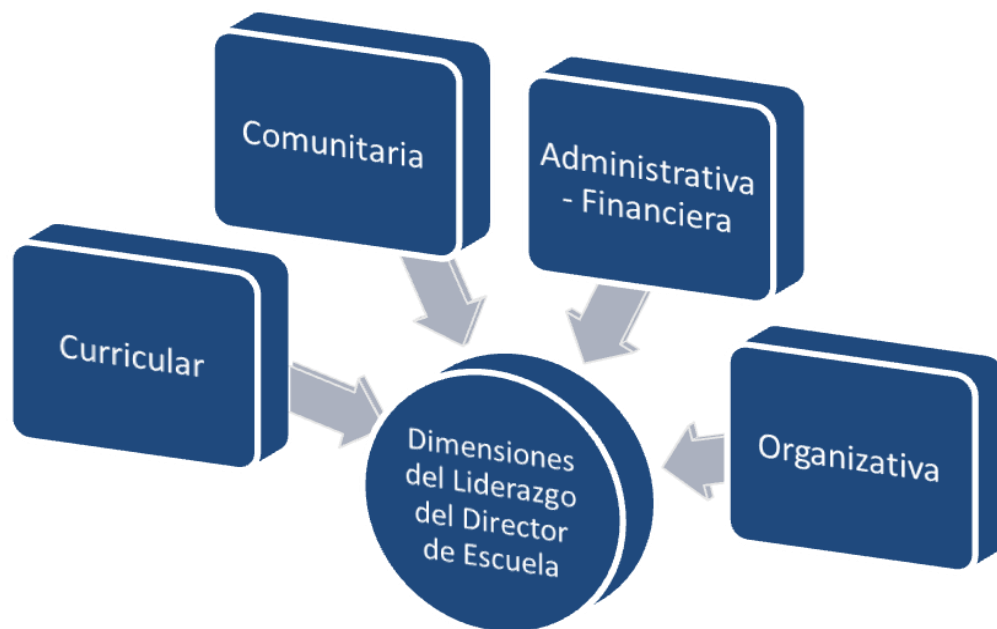 Comunitaria
Administrativa
- Financiera
Curricular
Organizativa
Dimensiones
del Liderazgo
del Director
de Escuela